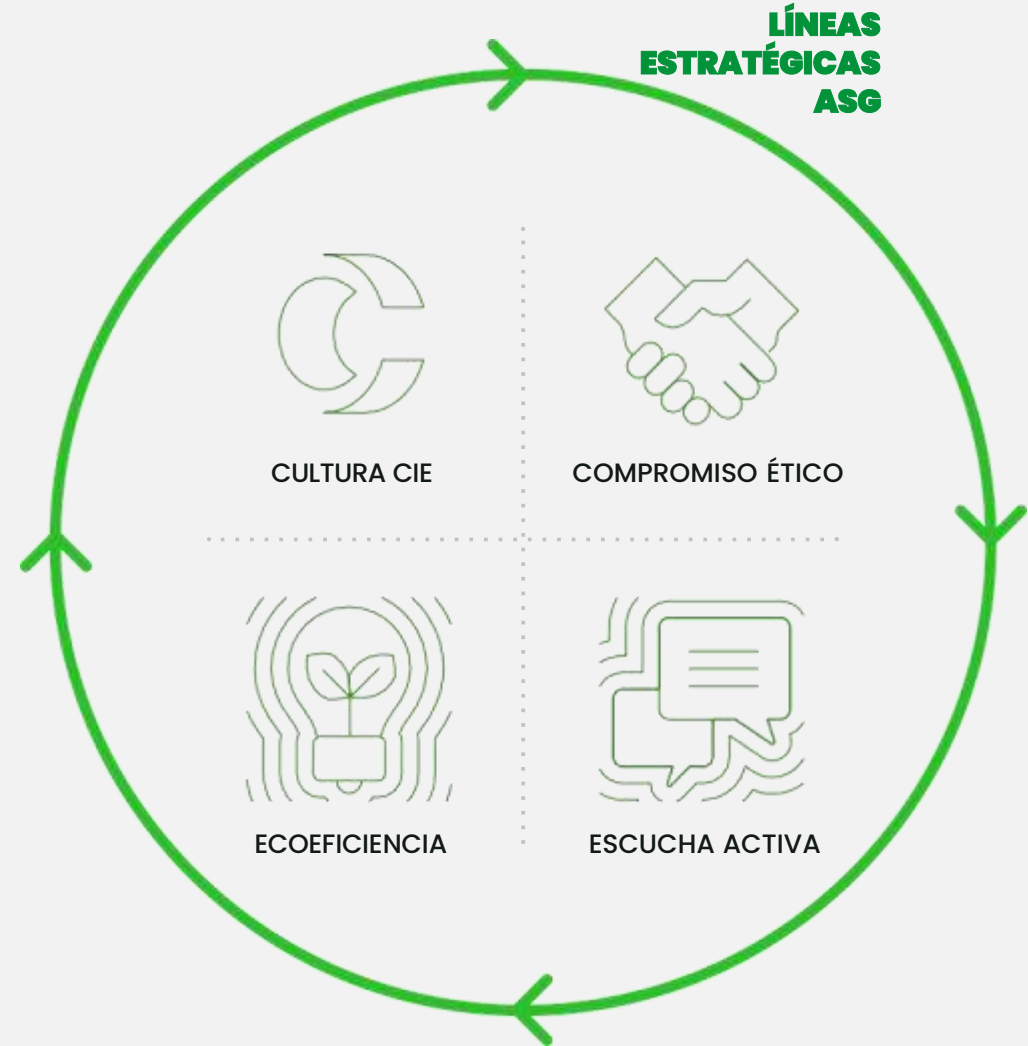 LÍNEAS
ESTRATÉGICAS
ASG
CULTURA CIE
COMPROMISO ÉTICO
ECOEFICIENCIA
ESCUCHA ACTIVA